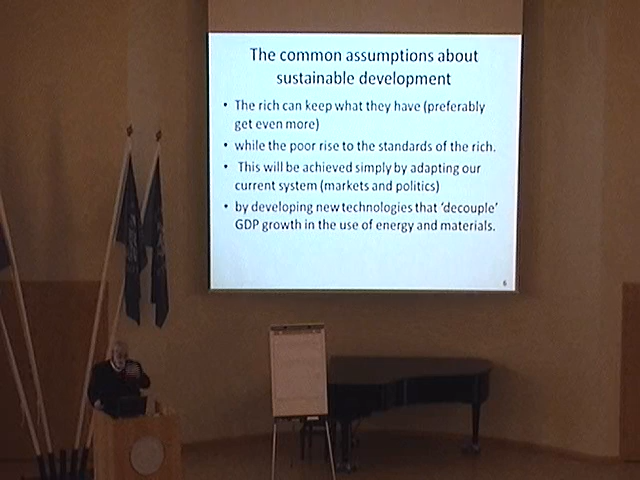 The common assumptions about
sustainable development
• The rich can keep what they have (preferably
get even more)
• while the poor rise to the standards of the rich.
• This will be achieved simply by adapting our
current system (markets and politics)
• by developing new technologies that ‘decouple’
GDP growth in the use of energy and materials.
6